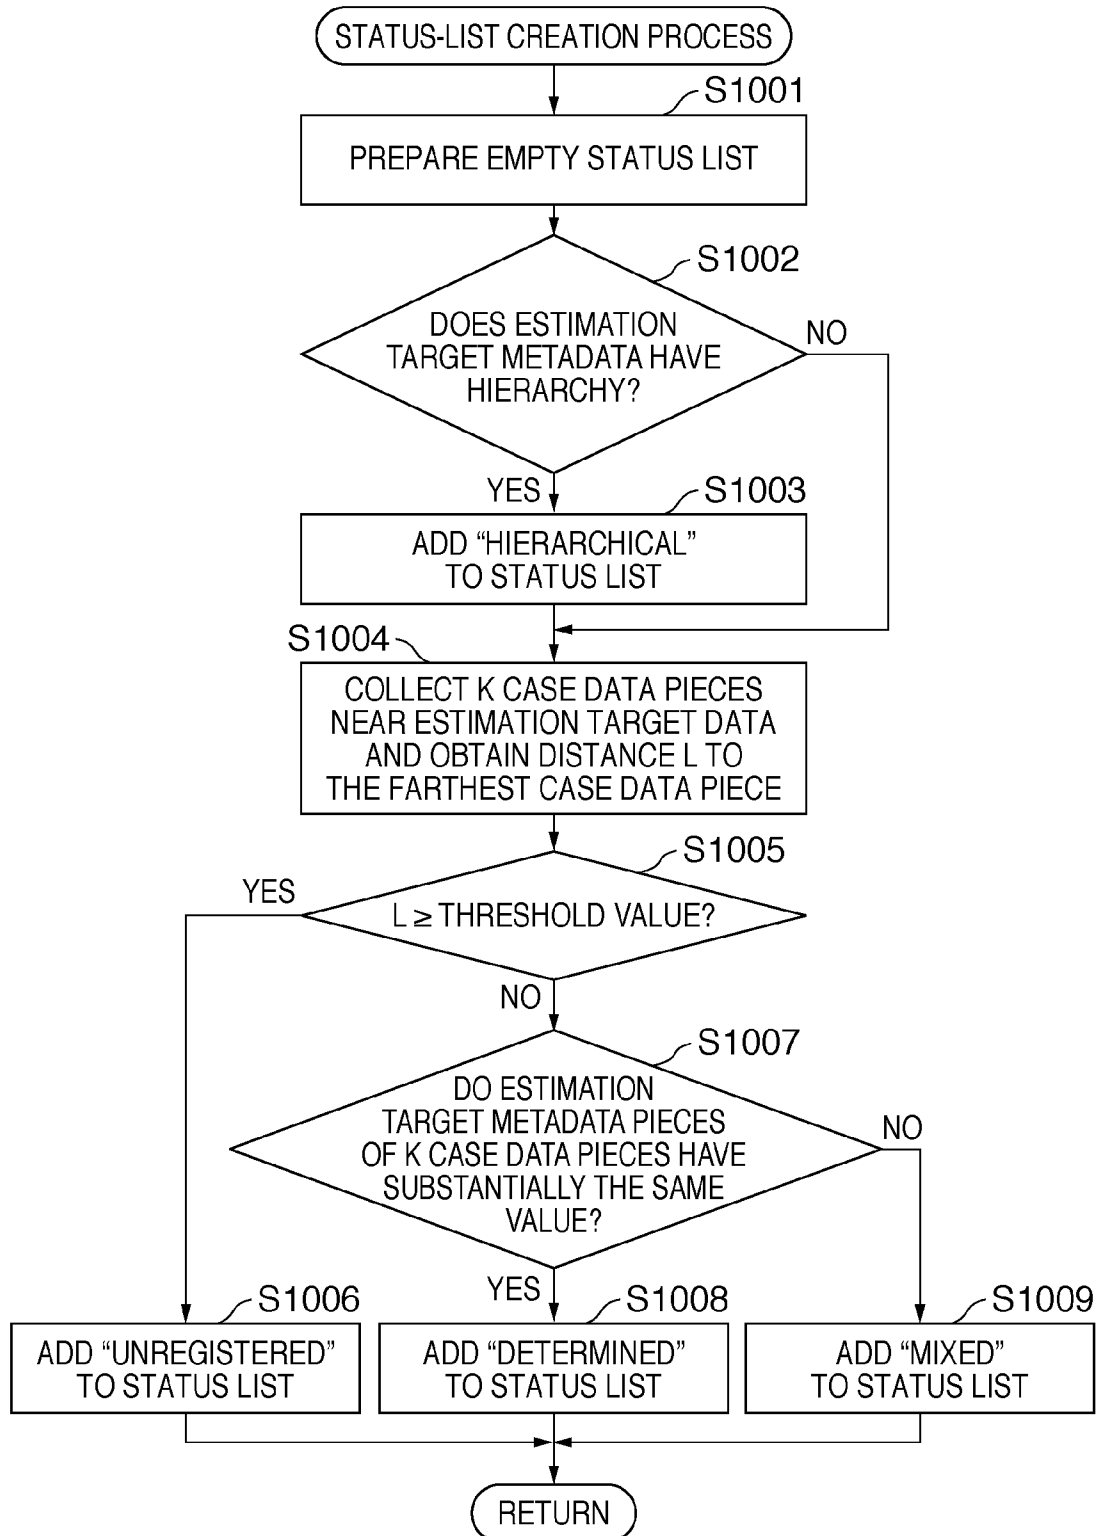 STATUS-LIST CREATION PROCESS
S1001
PREPARE EMPTY STATUS LIST
S1002
DOES ESTIMATION
TARGET METADATA HAVE
HIERARCHY?
NO
YES
S1003
ADD “HIERARCHICAL”
TO STATUS LIST
S1004
COLLECT K CASE DATA PIECES
NEAR ESTIMATION TARGET DATA
AND OBTAIN DISTANCE L TO
THE FARTHEST CASE DATA PIECE
S1005
YES
L ≥ THRESHOLD VALUE?
NO
S1007
DO ESTIMATION
TARGET METADATA PIECES
OF K CASE DATA PIECES HAVE
SUBSTANTIALLY THE SAME
VALUE?
NO
YES
S1006
ADD “UNREGISTERED”
TO STATUS LIST
S1008
ADD “DETERMINED”
TO STATUS LIST
S1009
ADD “MIXED”
TO STATUS LIST
RETURN